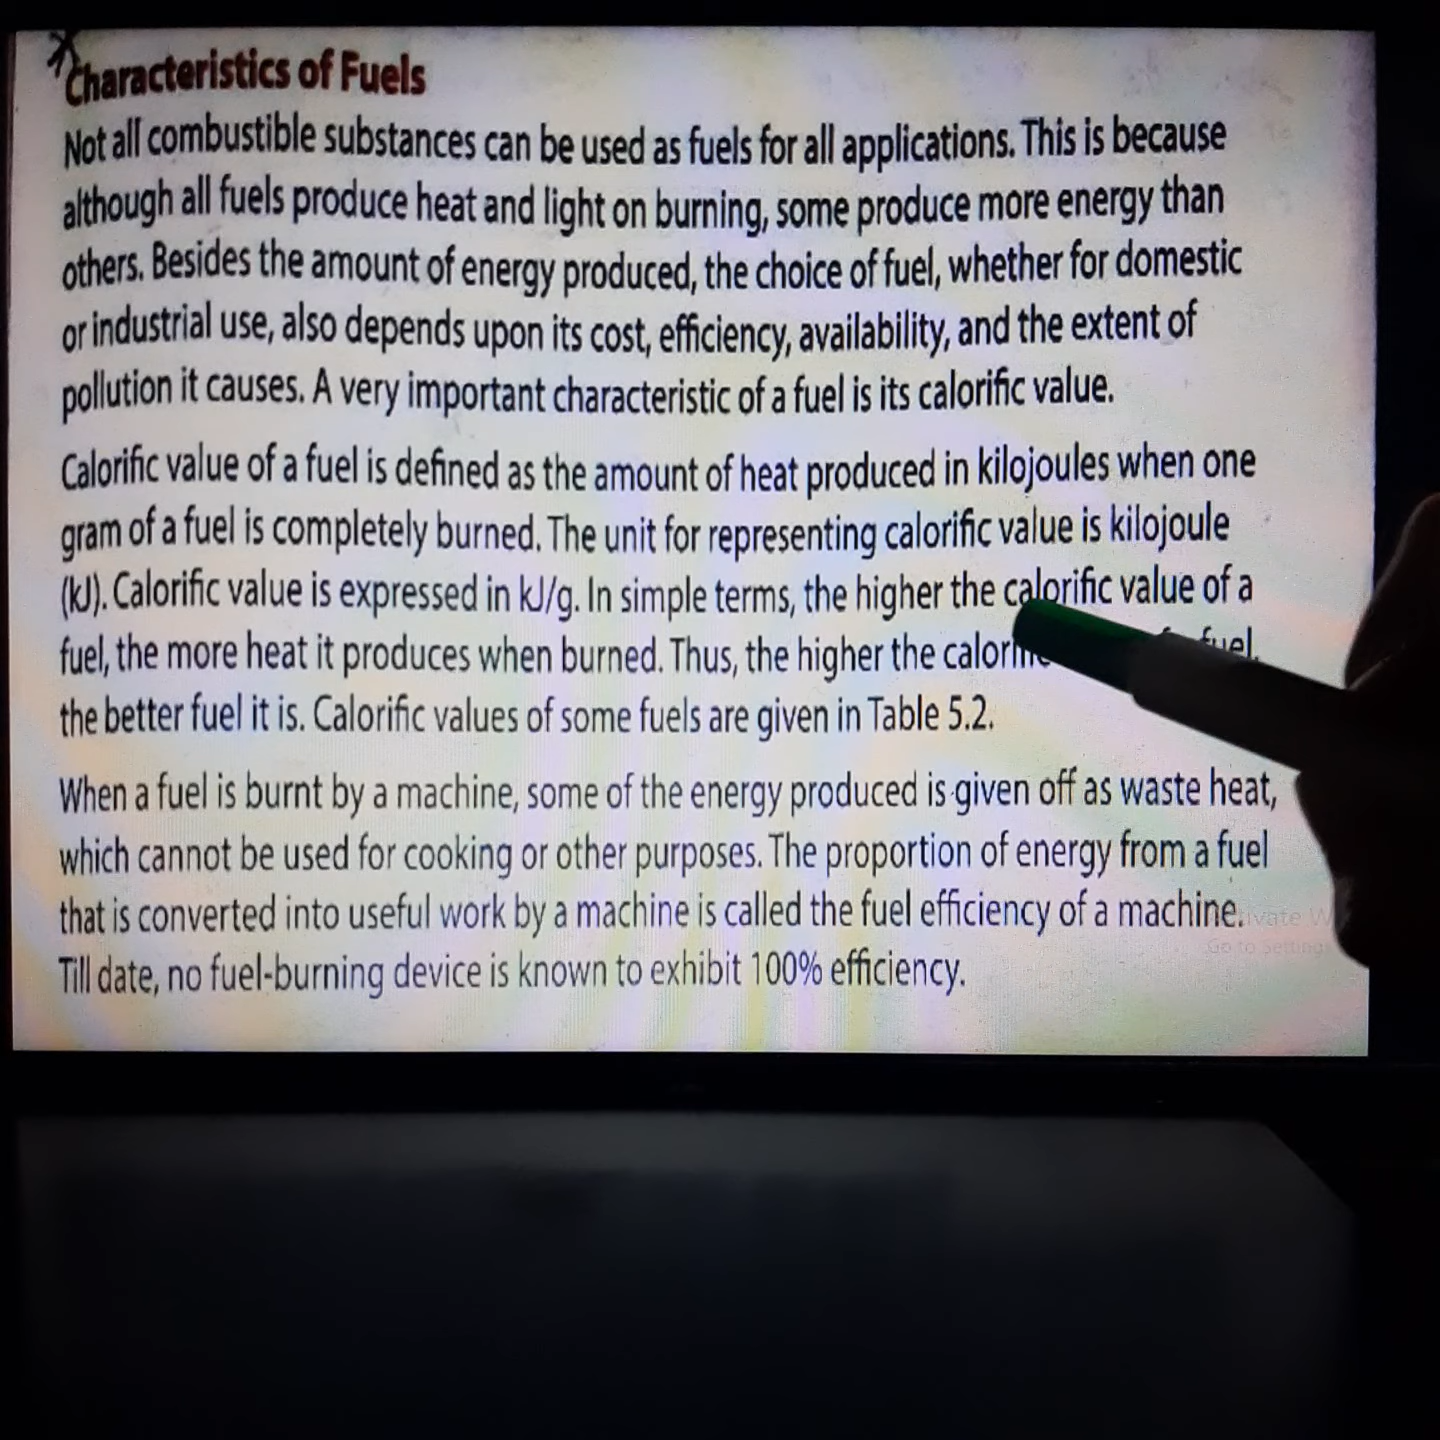 Characteristics of Fuels
Not all combustible substances can be used as fuels for all applications. This is because
although all fuels produce heat and light on burning, some produce more energy than
others. Besides the amount of energy produced, the choice of fuel, whether for domestic
or industrial use, also depends upon its cost, efficiency, availability, and the extent of
pollution it causes. A very important characteristic of a fuel is its calorific value.
Calorific value of a fuel is defined as the amount of heat produced in kilojoules when one
gram of a fuel is completely burned. The unit for representing calorific value is kilojoule
(kJ). Calorific value is expressed in kJ/g. In simple terms, the higher the calorific value of a
fuel, the more heat it produces when burned. Thus, the higher the fuel,
the better fuel it is. Calorific values of some fuels are given in Table 5.2.
When a fuel is burnt by a machine, some of the energy produced is given off as waste heat,
which cannot be used for cooking or other purposes. The proportion of energy from a fuel
that is converted into useful work by a machine is called the fuel efficiency of a machine.
Go to Settings
Till date, no fuel-burning device is known to exhibit 100% efficiency.